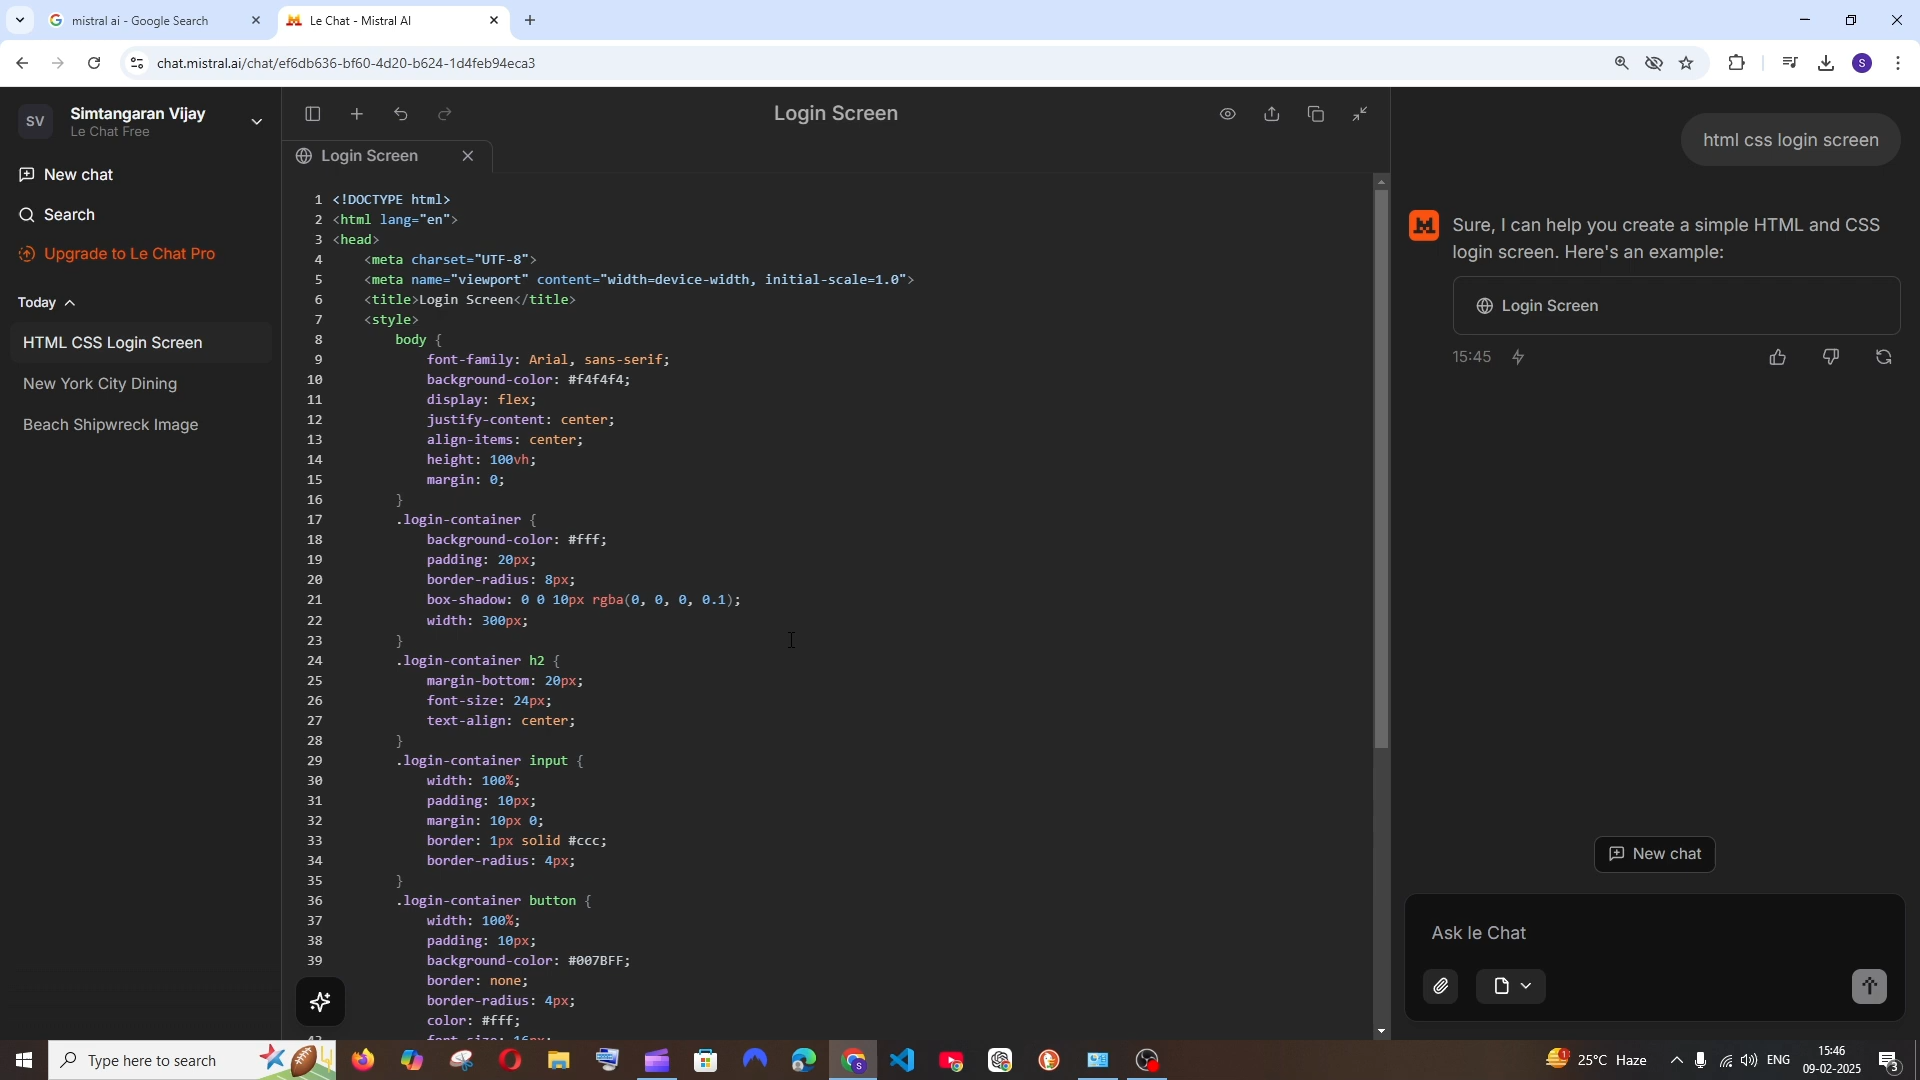 mistral ai - Google Search
Le Chat - Mistral AI
chat.mistral.ai/chat/ef6db636-bf60-4d20-b624-1d4feb94eca3
S
SV
Simtangaran Vijay
Le Chat Free
New chat
Search
Upgrade to Le Chat Pro
Today
HTML CSS Login Screen
New York City Dining
Beach Shipwreck Image
Login Screen
Login Screen
1 <!DOCTYPE html>
2 <html lang="en">
3 <head>
4 <meta charset="UTF-8">
5 <meta name="viewport" content="width=device-width, initial-scale=1.0">
6 <title>Login Screen</title>
7 <style>
8 body {
9 font-family: Arial, sans-serif;
10 background-color: #f4f4f4;
11 display: flex;
12 justify-content: center;
13 align-items: center;
14 height: 100vh;
15 margin: 0;
16 }
17 .login-container {
18 background-color: #fff;
19 padding: 20px;
20 border-radius: 8px;
21 box-shadow: 0 0 10px rgba(0, 0, 0, 0.1);
22 width: 300px;
23 }
24 .login-container h2 {
25 margin-bottom: 20px;
26 font-size: 24px;
27 text-align: center;
28 }
29 .login-container input {
30 width: 100%;
31 padding: 10px;
32 margin: 10px 0;
33 border: 1px solid #ccc;
34 border-radius: 4px;
35 }
36 .login-container button {
37 width: 100%;
38 padding: 10px;
39 background-color: #007BFF;
border: none;
border-radius: 4px;
color: #fff;
html css login screen
Sure, I can help you create a simple HTML and CSS
login screen. Here's an example:
Login Screen
15:45
New chat
Ask le Chat
Type here to search
25°C Haze
ENG
15:46
09-02-2025
3